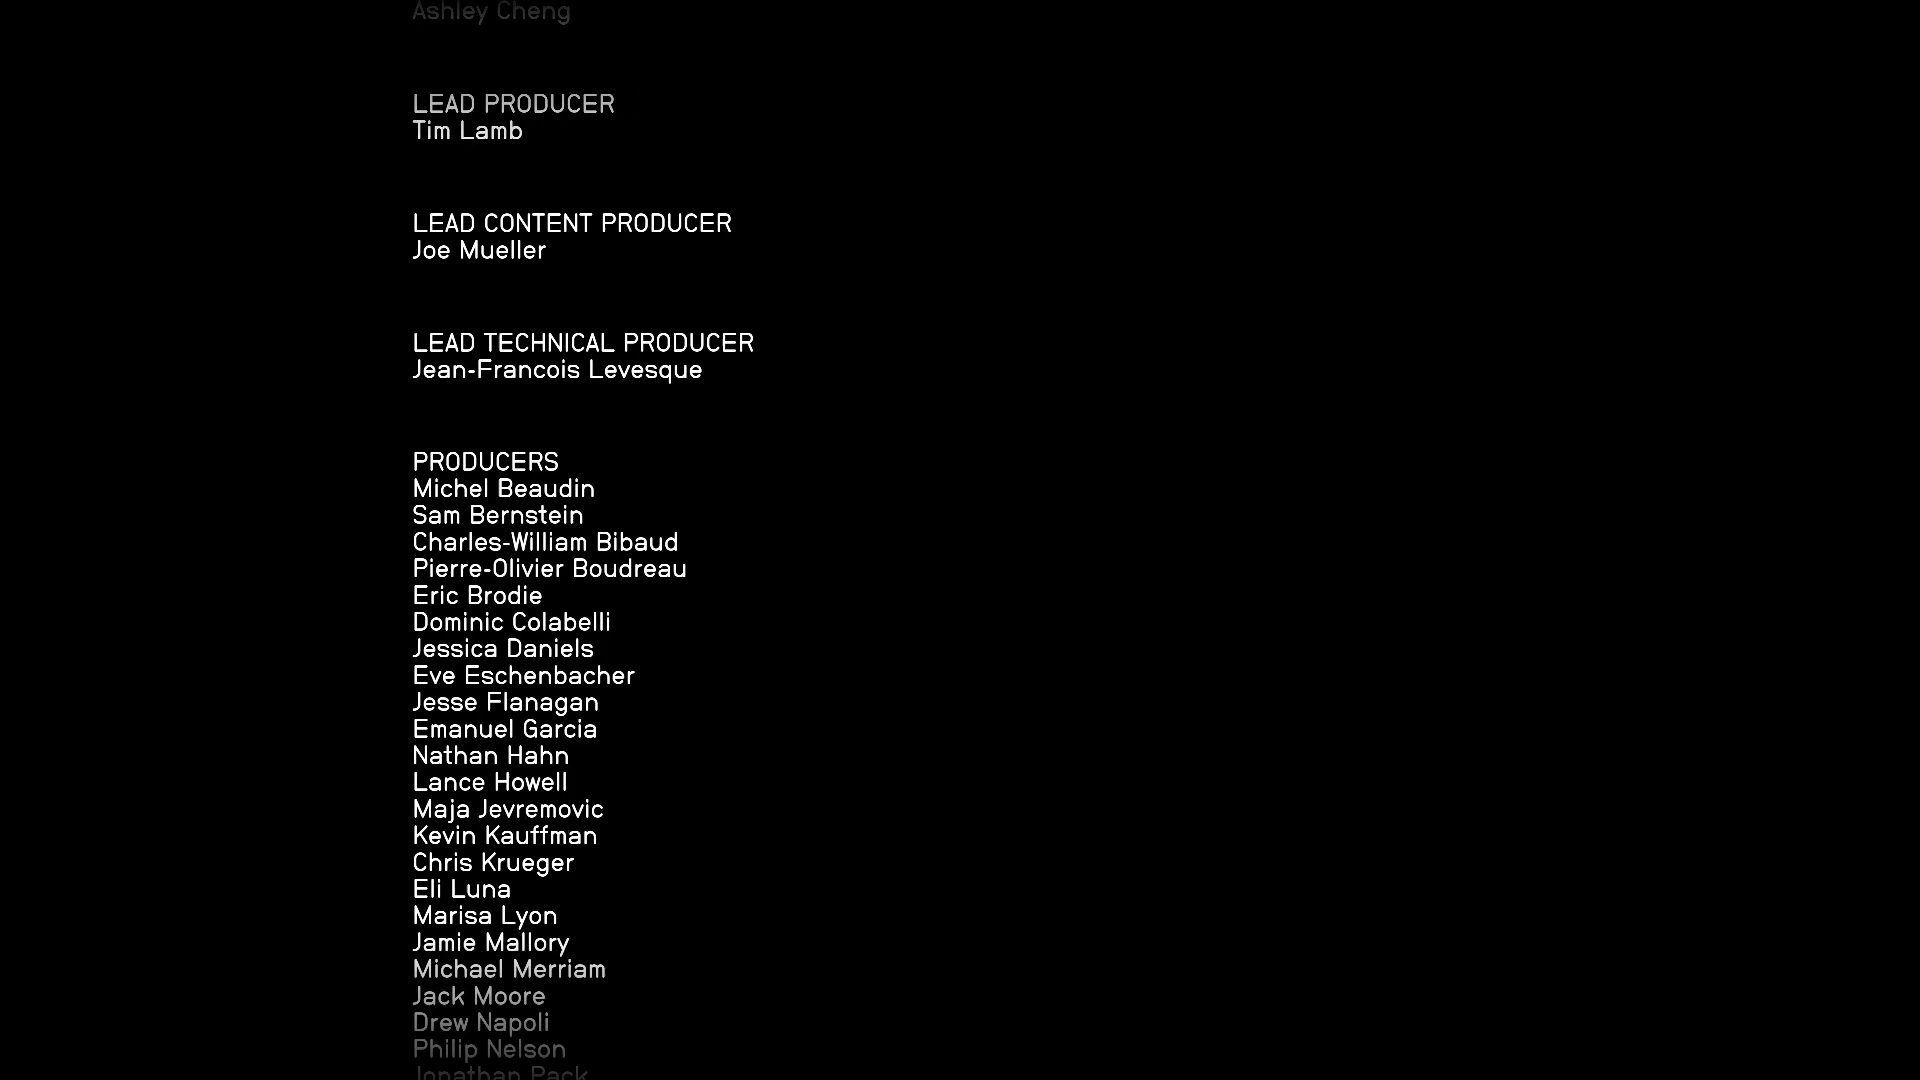 Ashley Cheng
LEAD PRODUCER
Tim Lamb
LEAD CONTENT PRODUCER
Joe Mueller
LEAD TECHNICAL PRODUCER
Jean-Francois Levesque
PRODUCERS
Michel Beaudin
Sam Bernstein
Charles-William Bibaud
Pierre-Olivier Boudreau
Eric Brodie
Dominic Colabelli
Jessica Daniels
Eve Eschenbacher
Jesse Flanagan
Emanuel Garcia
Nathan Hahn
Lance Howell
Maja Jevremovic
Kevin Kauffman
Chris Krueger
Eli Luna
Marisa Lyon
Jamie Mallory
Michael Merriam
Jack Moore
Drew Napoli
Philip Nelson
Jonathan Pack